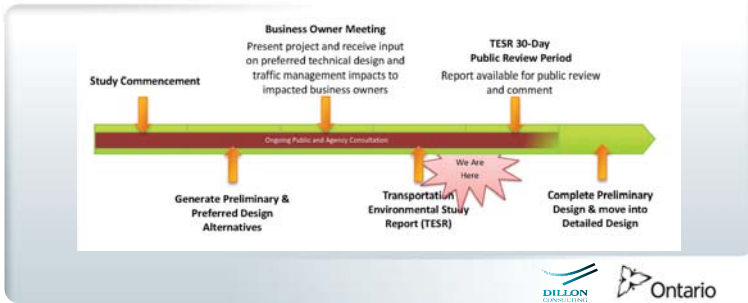 Business Owner Meeting
Present project and receive input
on preferred technical design and
traffic management impacts to
impacted business owners
TESR 30-Day
Public Review Period
Report available for public review
and comment
Study Commencement
Ongoing Public and Agency Consultation
We Are
Here
Generate Preliminary &
Preferred Design
Alternatives
Transportation
Environmental Study
Report (TESR)
Complete Preliminary
Design & move into
Detailed Design
DILLON
CONSULTING
Ontario